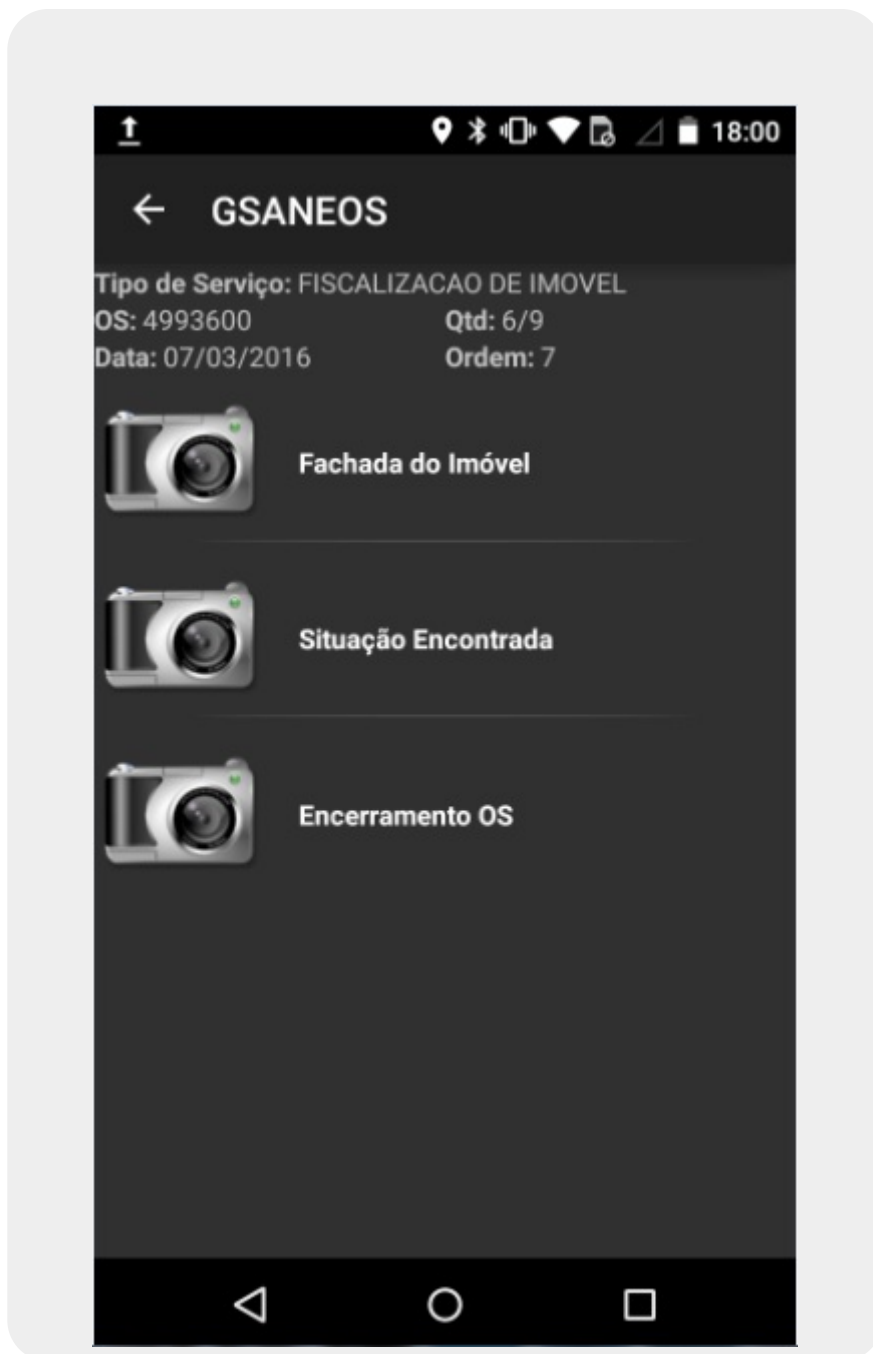 18:00
GSANEOS
Tipo de Serviço: FISCALIZACAO DE IMOVEL
OS: 4993600 Qtd: 6/9
Data: 07/03/2016 Ordem: 7
Fachada do Imóvel
Situação Encontrada
Encerramento OS